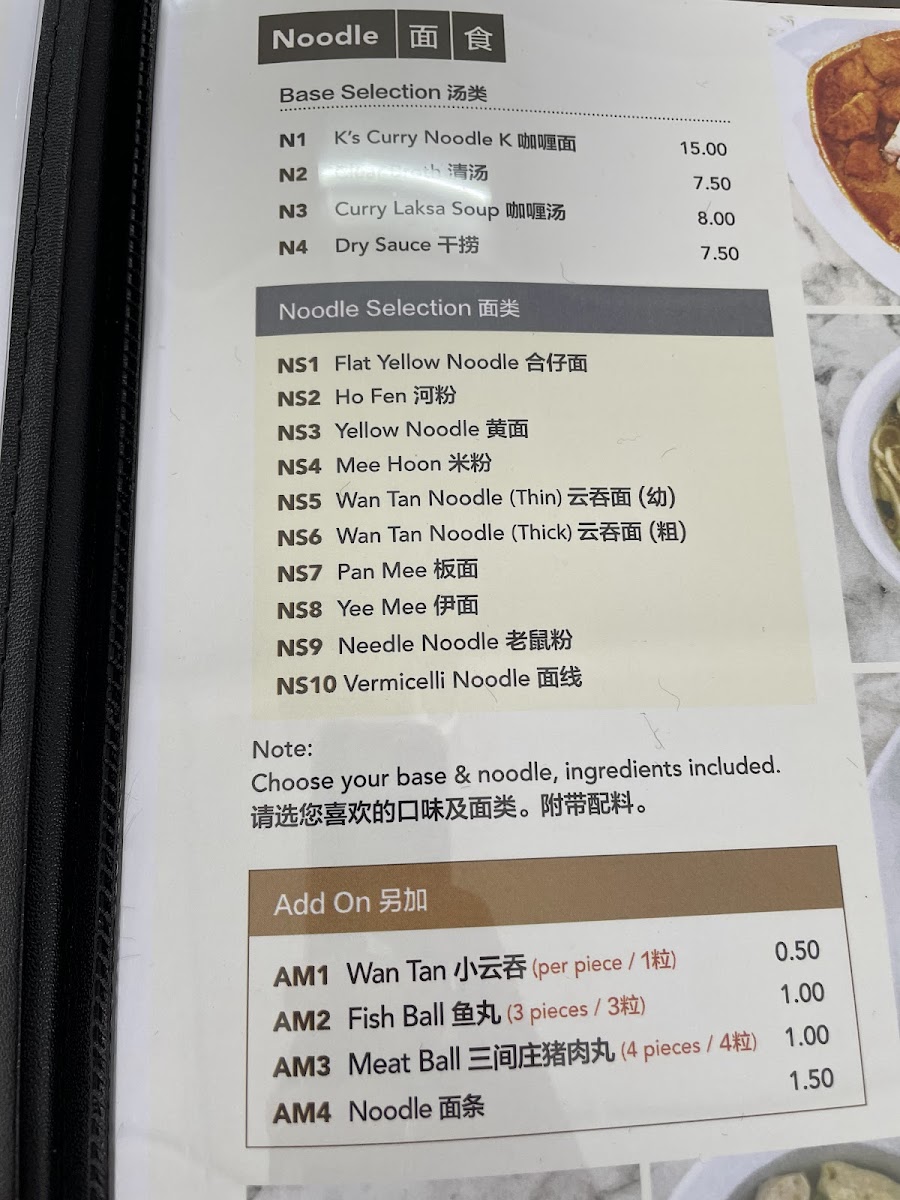 Noodle 面 食
Base Selection 汤类
N1 K's Curry Noodle K 咖喱面 15.00
N2 Clear Broth 清汤 7.50
N3 Curry Laksa Soup 咖喱汤 8.00
N4 Dry Sauce 干捞 7.50
Noodle Selection 面类
NS1 Flat Yellow Noodle 合仔面
NS2 Ho Fen 河粉
NS3 Yellow Noodle 黄面
NS4 Mee Hoon 米粉
NS5 Wan Tan Noodle (Thin) 云吞面 (幼)
NS6 Wan Tan Noodle (Thick) 云吞面 (粗)
NS7 Pan Mee 板面
NS8 Yee Mee 伊面
NS9 Needle Noodle 老鼠粉
NS10 Vermicelli Noodle 面线
Note:
Choose your base & noodle, ingredients included.
请选您喜欢的口味及面类。附带配料。
Add On 另加
AM1 Wan Tan 小云吞 (per piece / 1粒) 0.50
AM2 Fish Ball 鱼丸 (3 pieces / 3粒) 1.00
AM3 Meat Ball 三间庄猪肉丸 (4 pieces / 4粒) 1.00
AM4 Noodle 面条 1.50